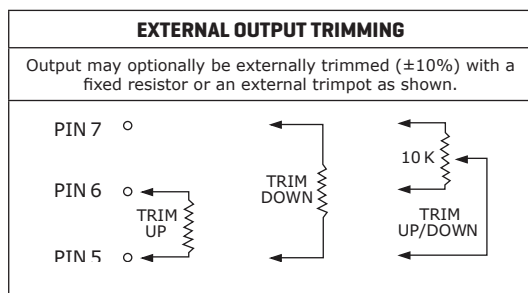 EXTERNAL OUTPUT TRIMMING
Output may optionally be externally trimmed (±10%) with a
fixed resistor or an external trimpot as shown.
PIN 7
10 K
PIN 6
TRIM
DOWN
TRIM
UP
TRIM
UP/DOWN
PIN 5